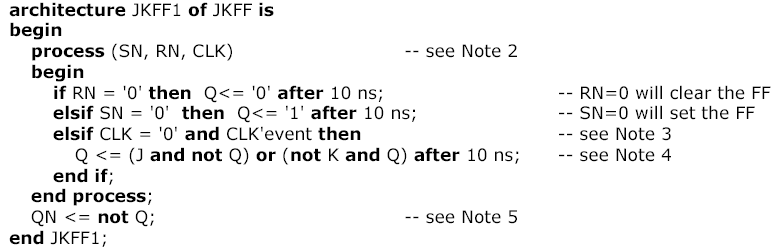 architecture JKFF1 of JKFF is
begin
process (SN, RN, CLK) -- see Note 2
begin
if RN = '0' then Q<= '0' after 10 ns; -- RN=0 will clear the FF
elsif SN = '0' then Q<= '1' after 10 ns; -- SN=0 will set the FF
elsif CLK = '0' and CLK'event then -- see Note 3
Q <= (J and not Q) or (not K and Q) after 10 ns; -- see Note 4
end if;
end process;
QN <= not Q; -- see Note 5
end JKFF1;